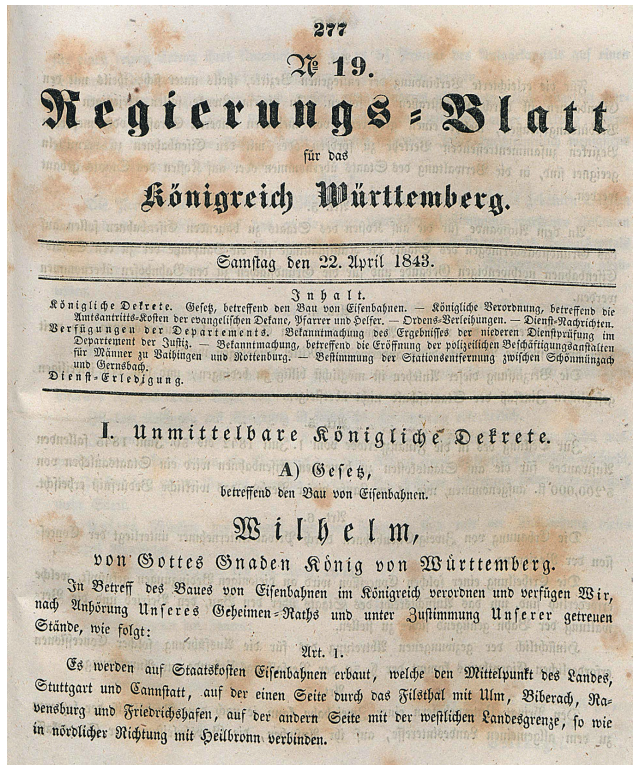 277
№ 19.
Regierungs-Blatt
für das
Königreich Württemberg.
Samstag den 22. April 1843.
Inhalt.
Königliche Dekrete. Gesetz, betreffend den Bau von Eisenbahnen. — Königliche Verordnung, betreffend die
Amtsantritts-Kosten der evangelischen Dekane, Pfarrer und Helfer. — Ordens-Verleihungen. — Dienst-Nachrichten.
Verfügungen der Departements. Bekanntmachung des Ergebnisses der niederen Dienstprüfung im
Departement der Justiz. — Bekanntmachung, betreffend die Eröffnung der polizeilichen Beschäftigungsanstalten
für Männer zu Vaihingen und Rottenburg. — Bestimmung der Stationsentfernung zwischen Schönmünzach
und Gernsbach.
Dienst-Erledigung.
I. Unmittelbare Königliche Dekrete.
A) Gesetz,
betreffend den Bau von Eisenbahnen.
Wilhelm,
von Gottes Gnaden König von Württemberg.
In Betreff des Baues von Eisenbahnen im Königreich verordnen und verfügen Wir,
nach Anhörung Unseres Geheimen-Raths und unter Zustimmung Unserer getreuen
Stände, wie folgt:
Art. 1.
Es werden auf Staatskosten Eisenbahnen erbaut, welche den Mittelpunkt des Landes,
Stuttgart und Cannstatt, auf der einen Seite durch das Filsthal mit Ulm, Biberach, Ra-
vensburg und Friedrichshafen, auf der andern Seite mit der westlichen Landesgrenze, so wie
in nördlicher Richtung mit Heilbronn verbinden.